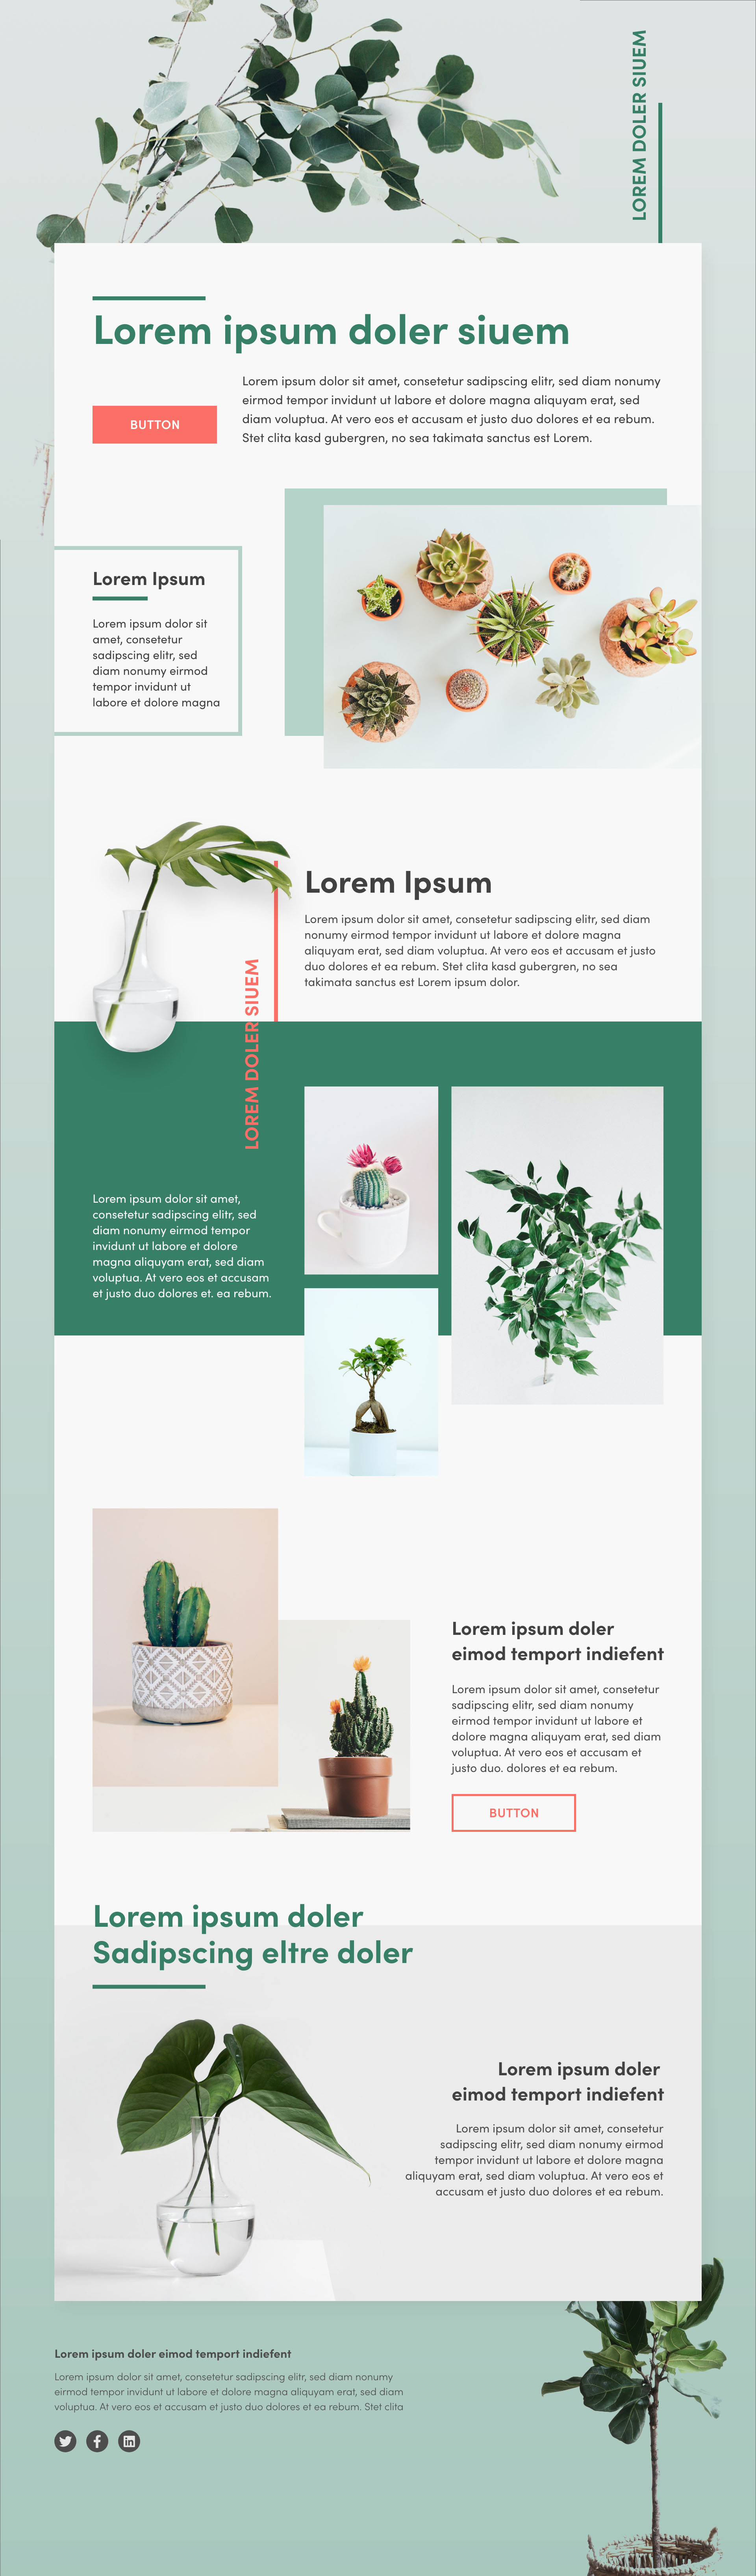 LOREM DOLER SIUEM
Lorem ipsum doler siuem
Lorem ipsum dolor sit amet, consetetur sadipscing elitr, sed diam nonumy
eirmod tempor invidunt ut labore et dolore magna aliquyam erat, sed
diam voluptua. At vero eos et accusam et justo duo dolores et ea rebum.
Stet clita kasd gubergren, no sea takimata sanctus est Lorem.
BUTTON
Lorem Ipsum
Lorem ipsum dolor sit
amet, consetetur
sadipscing elitr, sed
diam nonumy eirmod
tempor invidunt ut
labore et dolore magna
Lorem Ipsum
Lorem ipsum dolor sit amet, consetetur sadipscing elitr, sed diam
nonumy eirmod tempor invidunt ut labore et dolore magna
aliquyam erat, sed diam voluptua. At vero eos et accusam et justo
duo dolores et ea rebum. Stet clita kasd gubergren, no sea
takimata sanctus est Lorem ipsum dolor.
LOREM DOLER SIUEM
Lorem ipsum dolor sit amet,
consetetur sadipscing elitr, sed
diam nonumy eirmod tempor
invidunt ut labore et dolore
magna aliquyam erat, sed diam
voluptua. At vero eos et accusam
et justo duo dolores et. ea rebum.
Lorem ipsum doler
eimod temport indiefent
Lorem ipsum dolor sit amet, consetetur
sadipscing elitr, sed diam nonumy
eirmod tempor invidunt ut labore et
dolore magna aliquyam erat, sed diam
voluptua. At vero eos et accusam et
justo duo. dolores et ea rebum.
BUTTON
Lorem ipsum doler
Sadipscing eltre doler
Lorem ipsum doler
eimod temport indiefent
Lorem ipsum dolor sit amet, consetetur
sadipscing elitr, sed diam nonumy eirmod
tempor invidunt ut labore et dolore magna
aliquyam erat, sed diam voluptua. At vero eos et
accusam et justo duo dolores et ea rebum.
Lorem ipsum doler eimod temport indiefent
Lorem ipsum dolor sit amet, consetetur sadipscing elitr, sed diam nonumy
eirmod tempor invidunt ut labore et dolore magna aliquyam erat, sed diam
voluptua. At vero eos et accusam et justo duo dolores et ea rebum. Stet clita